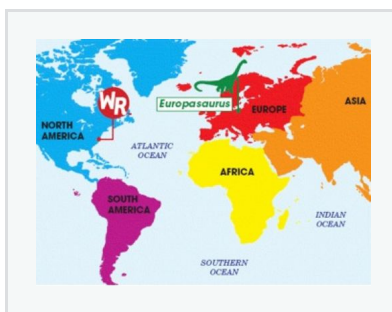 WR
Europasaurus
EUROPE
ASIA
NORTH
AMERICA
ATLANTIC
OCEAN
AFRICA
SOUTH
AMERICA
INDIAN
OCEAN
SOUTHERN
OCEAN